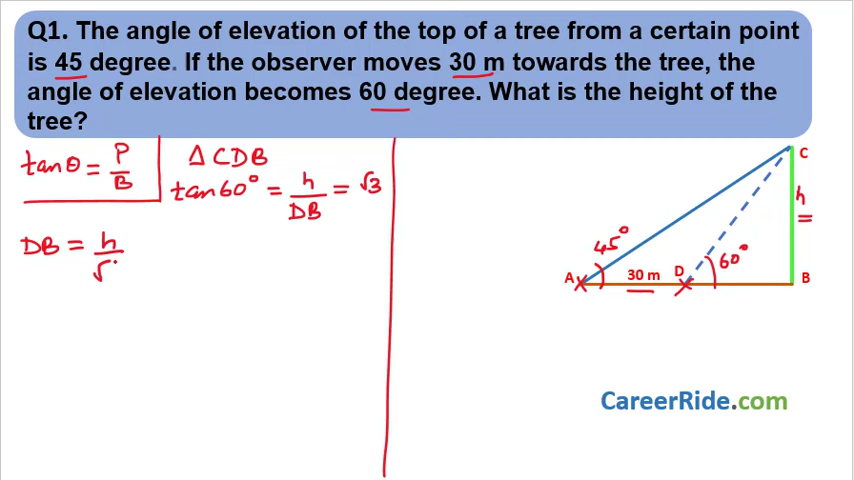 Q1. The angle of elevation of the top of a tree from a certain point
is 45 degree. If the observer moves 30 m towards the tree, the
angle of elevation becomes 60 degree. What is the height of the
tree?
tanθ = P/B
Δ CDB
tan60° = h/DB = √3
DB = h/√
C
h
45°
60°
A
30 m
D
B
CareerRide.com